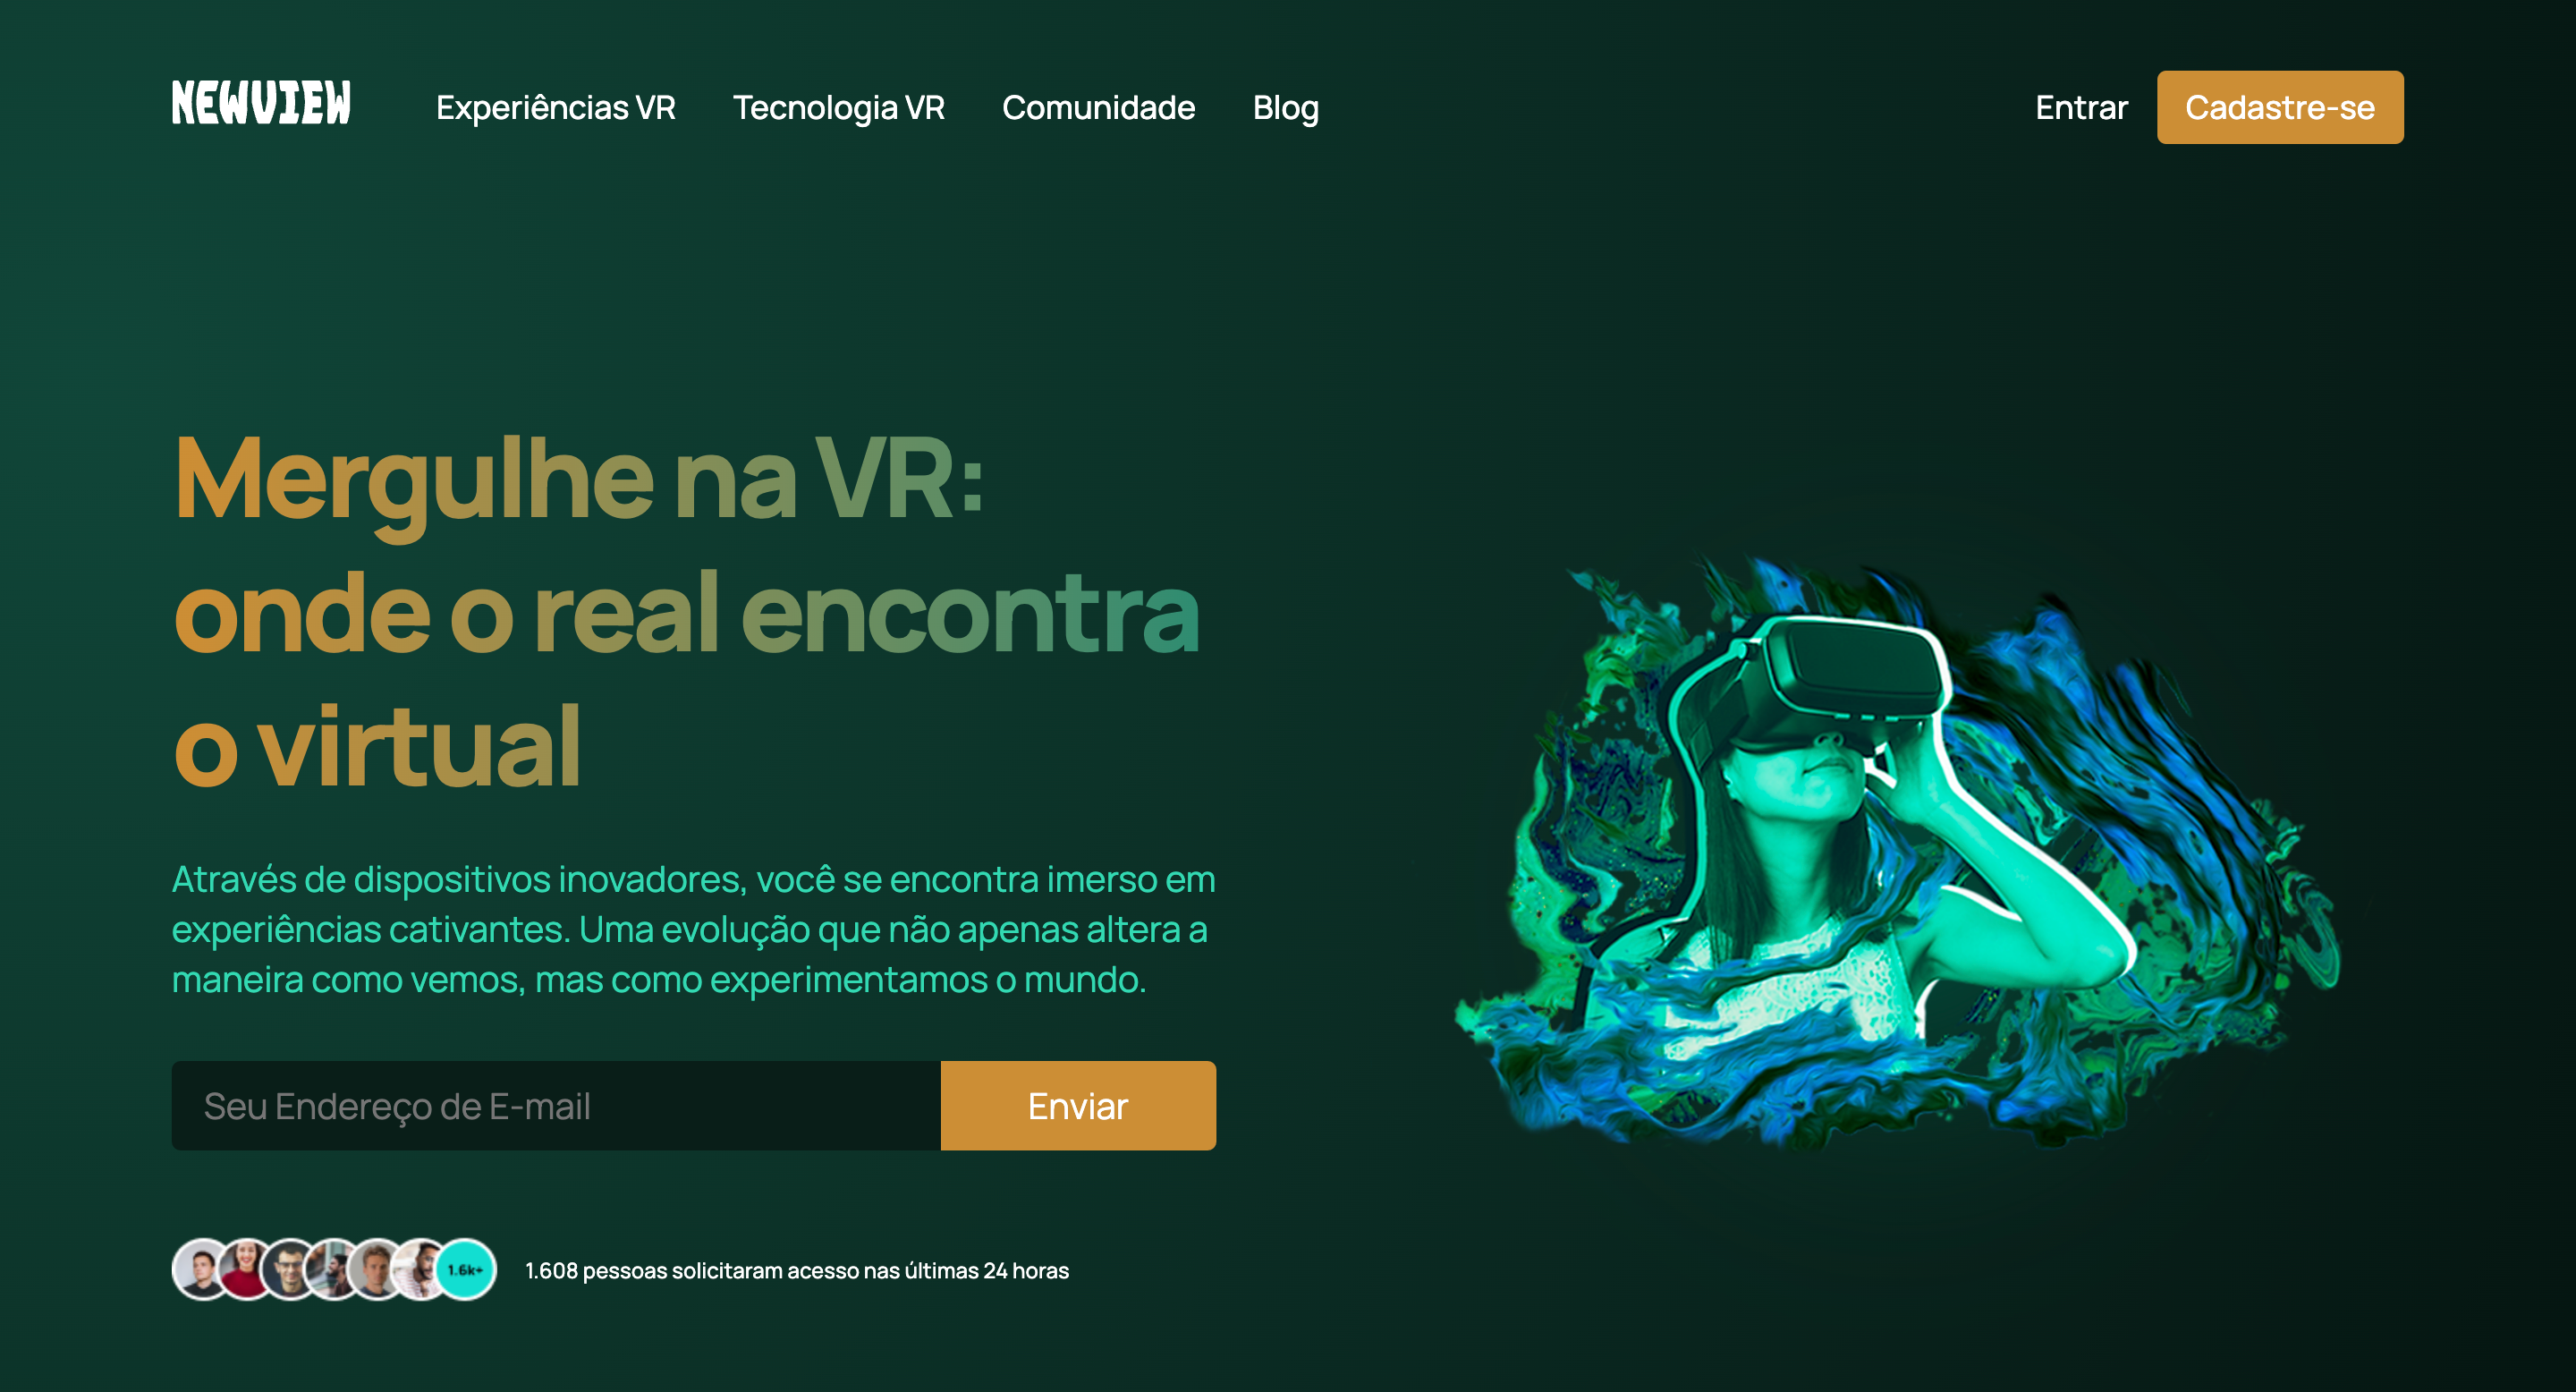 NEWVIEW
Experiências VR
Tecnologia VR
Comunidade
Blog
Entrar
Cadastre-se
Mergulhe na VR:
onde o real encontra
o virtual
Através de dispositivos inovadores, você se encontra imerso em
experiências cativantes. Uma evolução que não apenas altera a
maneira como vemos, mas como experimentamos o mundo.
Seu Endereço de E-mail
Enviar
1.6k+
1.608 pessoas solicitaram acesso nas últimas 24 horas